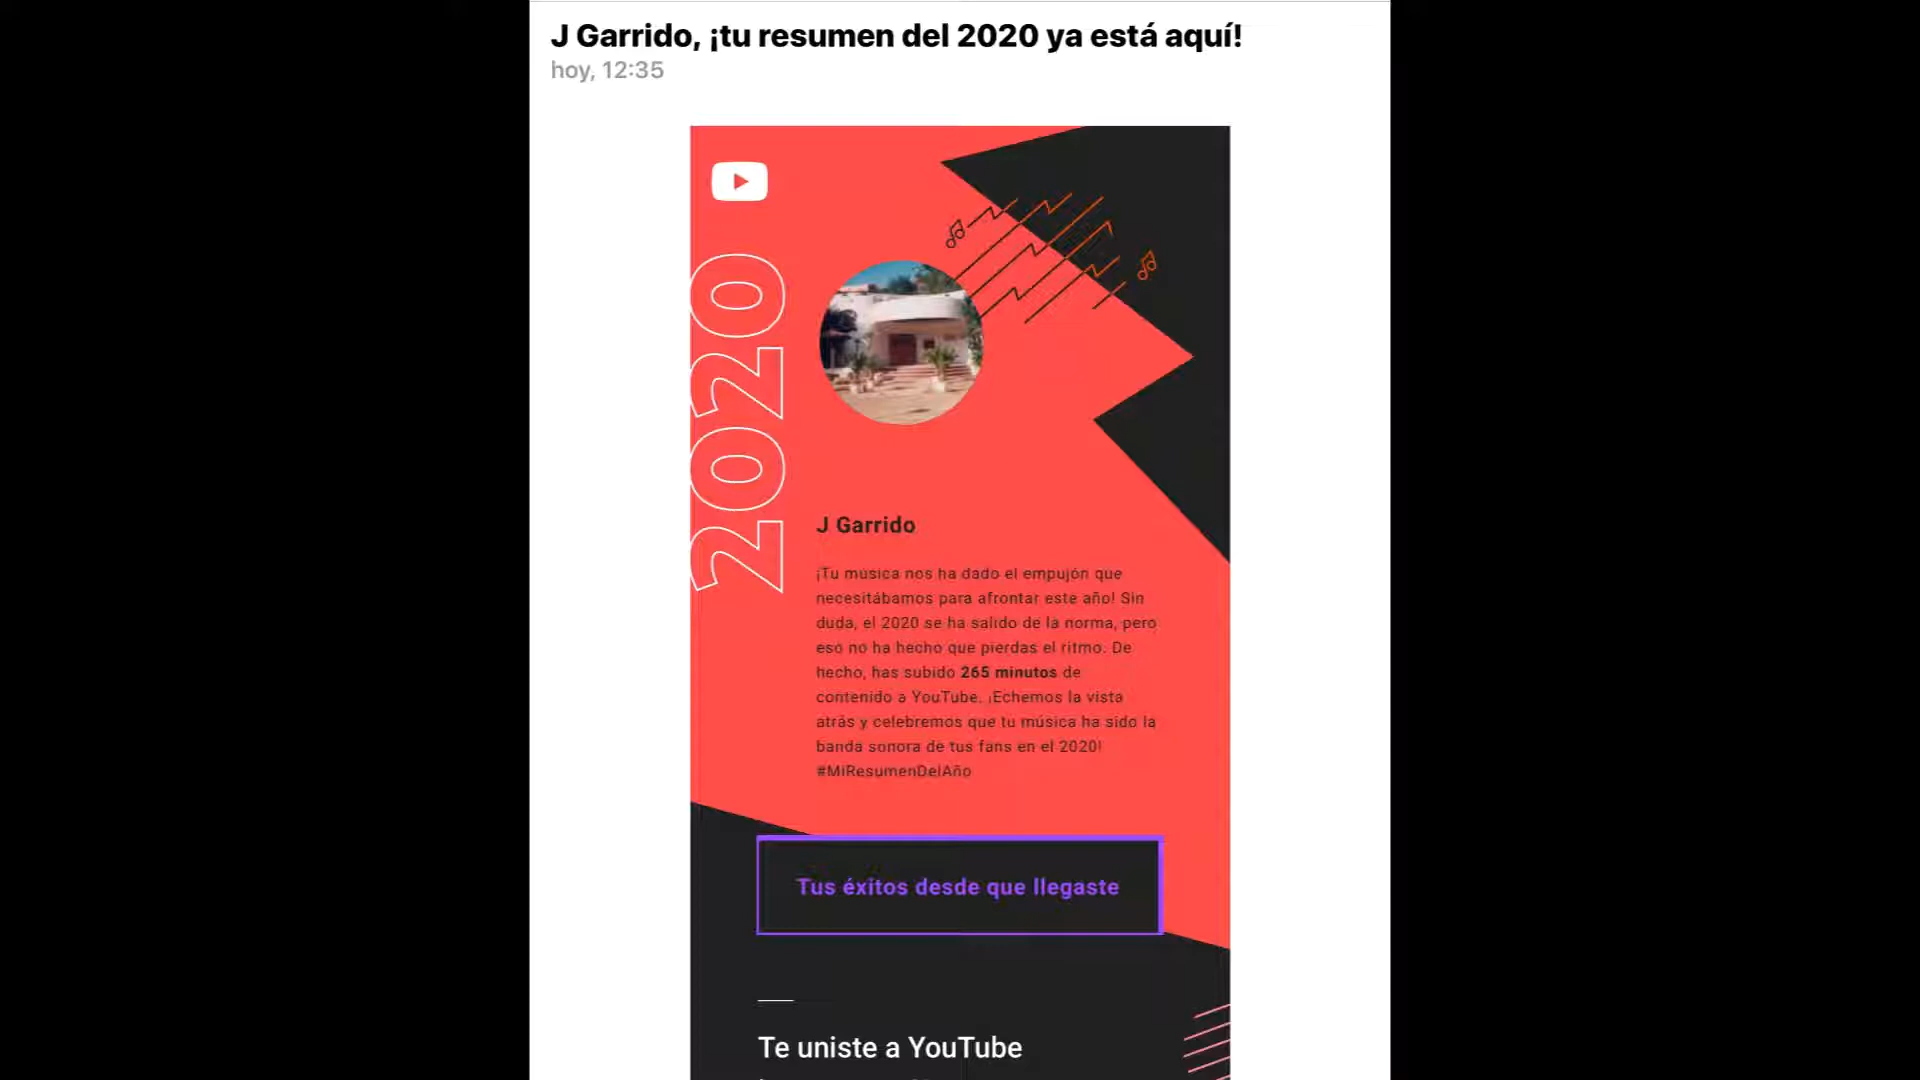 J Garrido, ¡tu resumen del 2020 ya está aquí!
hoy, 12:35
2020
J Garrido
¡Tu música nos ha dado el empujón que
necesitábamos para afrontar este año! Sin
duda, el 2020 se ha salido de la norma, pero
eso no ha hecho que pierdas el ritmo. De
hecho, has subido 265 minutos de
contenido a YouTube. ¡Echemos la vista
atrás y celebremos que tu música ha sido la
banda sonora de tus fans en el 2020!
#MiResumenDelAño
Tus éxitos desde que llegaste
Te uniste a YouTube